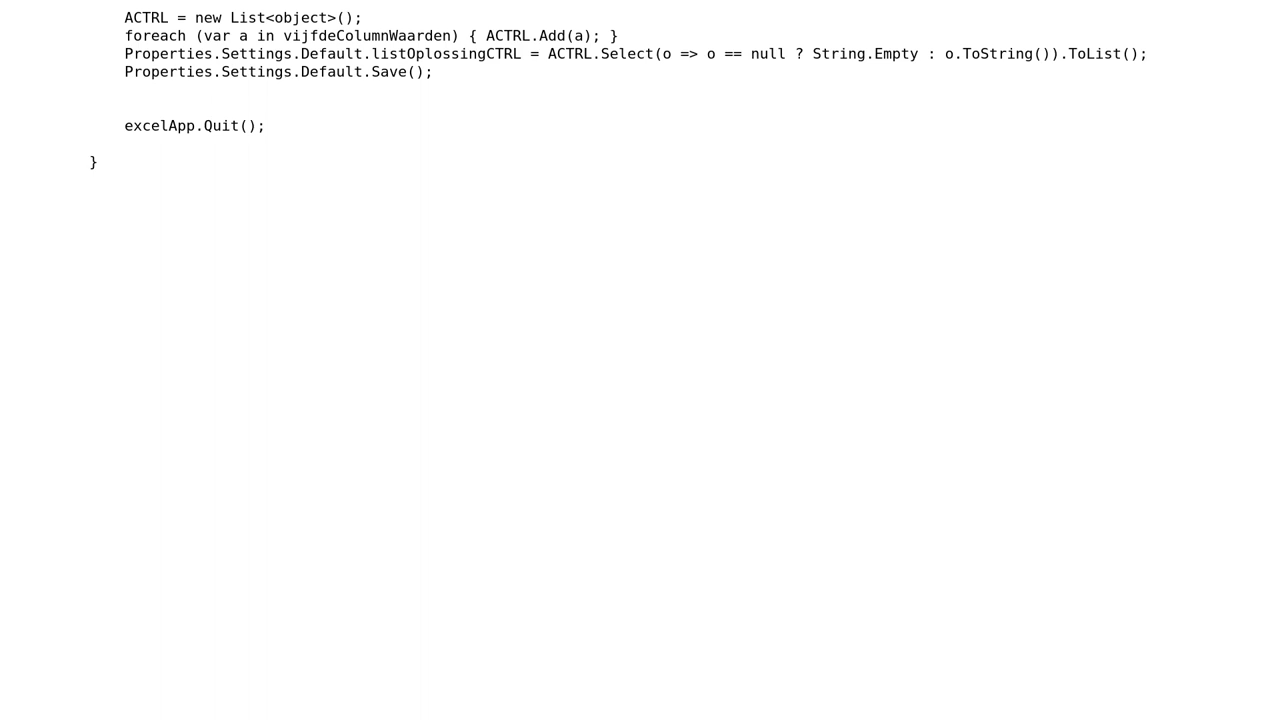 ACTRL = new List<object>();
foreach (var a in vijfdeColumnWaarden) { ACTRL.Add(a); }
Properties.Settings.Default.listOplossingCTRL = ACTRL.Select(o => o == null ? String.Empty : o.ToString()).ToList();
Properties.Settings.Default.Save();
excelApp.Quit();
}